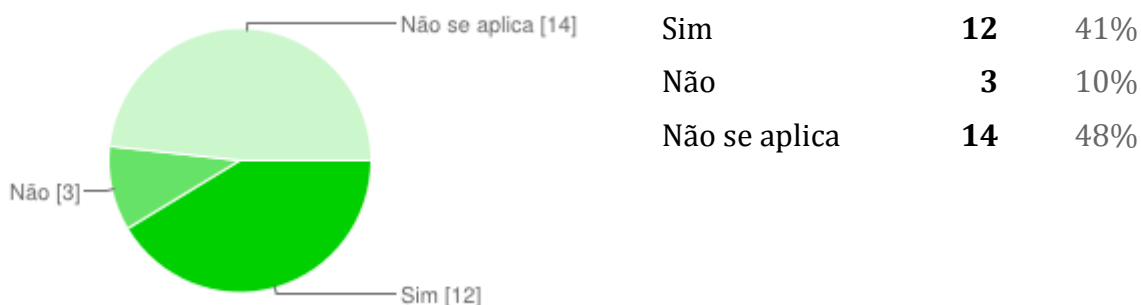 Não se aplica [14]
Não [3]
Sim [12]
Sim 12 41%
Não 3 10%
Não se aplica 14 48%